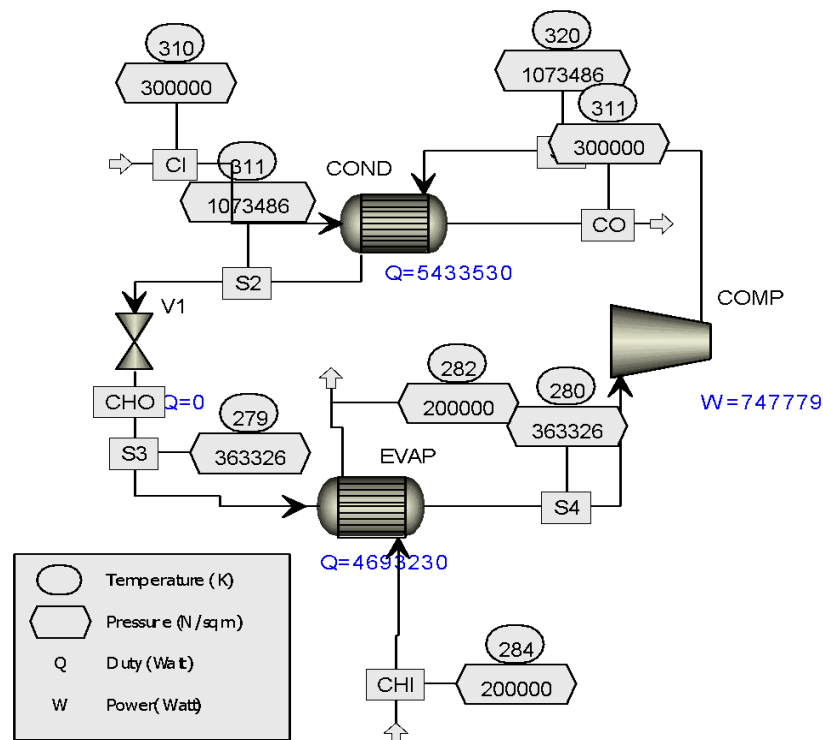 310
300000
320
1073486
311
300000
CI
311
1073486
COND
CO
S2
Q=5433530
V1
COMP
CHO
Q=0
282
200000
280
363326
W=747779
S3
279
363326
EVAP
S4
Q=4693230
Temperature (K)
Pressure (N/sqm)
Q Duty (Watt)
W Power(Watt)
284
CHI
200000